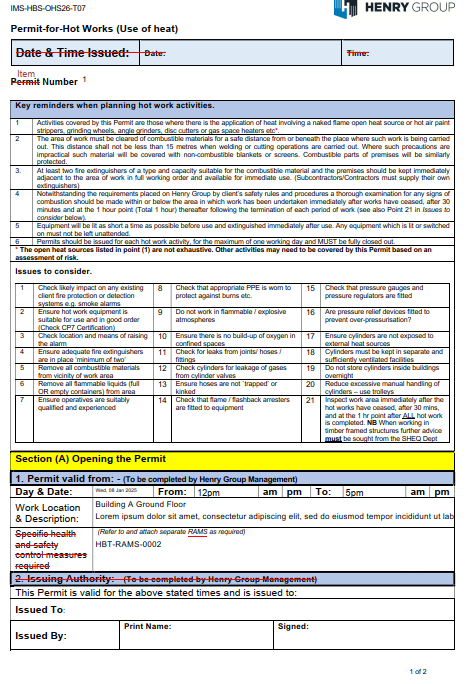 IMS-HBS-OHS26-T07
HENRY GROUP
Permit-for-Hot Works (Use of heat)
Date & Time Issued: Date: Time:
Item
Permit Number 1
Key reminders when planning hot work activities.
1 Activities covered by this Permit are those where there is the application of heat involving a naked flame open heat source or hot air paint
strippers, grinding wheels, angle grinders, disc cutters or gas space heaters etc*.
2 The area of work must be cleared of combustible materials for a safe distance from or beneath the place where such work is being carried
out. This distance shall not be less than 15 metres when welding or cutting operations are carried out. Where such precautions are
impractical such material will be covered with non-combustible blankets or screens. Combustible parts of premises will be similarly
protected.
3. At least two fire extinguishers of a type and capacity suitable for the combustible material and the premises should be kept immediately
adjacent to the area of work in full working order and available for immediate use. (Subcontractors/Contractors must supply their own
extinguishers)
4 Notwithstanding the requirements placed on Henry Group by client's safety rules and procedures a thorough examination for any signs of
combustion should be made within or below the area in which work has been undertaken immediately after works have ceased, after 30
minutes and at the 1 hour point (Total 1 hour) thereafter following the termination of each period of work (see also Point 21 in issues to
consider below).
5 Equipment will be lit as short a time as possible before use and extinguished immediately after use. Any equipment which is lit or switched
on must not be left unattended.
6 Permits should be issued for each hot work activity, for the maximum of one working day and MUST be fully closed out.
* The open heat sources listed in point (1) are not exhaustive. Other activities may need to be covered by this Permit based on an
assessment of risk.
Issues to consider.
1 Check likely impact on any existing client fire protection or detection systems e.g. smoke alarms 8 Check that appropriate PPE is worn to protect against burns etc. 15 Check that pressure gauges and pressure regulators are fitted
2 Ensure hot work equipment is suitable for use and in good order (Check CP7 Certification) 9 Do not work in flammable / explosive atmospheres 16 Are pressure relief devices fitted to prevent over-pressurisation?
3 Check location and means of raising the alarm 10 Ensure there is no build-up of oxygen in confined spaces 17 Ensure cylinders are not exposed to external heat sources
4 Ensure adequate fire extinguishers are in place 'minimum of two' 11 Check for leaks from joints/ hoses / fittings 18 Cylinders must be kept in separate and sufficiently ventilated facilities
5 Remove all combustible materials from vicinity of work area 12 Check cylinders for leakage of gases from cylinder valves 19 Do not store cylinders inside buildings overnight
6 Remove all flammable liquids (full OR empty containers) from area 13 Ensure hoses are not 'trapped' or kinked 20 Reduce excessive manual handling of cylinders – use trolleys
7 Ensure operatives are suitably qualified and experienced 14 Check that flame / flashback arresters are fitted to equipment 21 Inspect work area immediately after the hot works have ceased, after 30 mins, and at the 1 hr point after ALL hot work is completed. NB When working in timber framed structures further advice must be sought from the SHEQ Dept
Section (A) Opening the Permit
1. Permit valid from: - (To be completed by Henry Group Management)
Day & Date: Wed, 08 Jan 2025 From: 12pm am pm To: 5pm am pm
Work Location
& Description:
Building A Ground Floor
Lorem ipsum dolor sit amet, consectetur adipiscing elit, sed do eiusmod tempor incididunt ut lab
Specific health
and safety
control measures
required
(Refer to and attach separate RAMS as required)
HBT-RAMS-0002
2. Issuing Authority: (To be completed by Henry Group Management)
This Permit is valid for the above stated times and is issued to:
Issued To:
Issued By: Print Name: Signed:
1 of 2